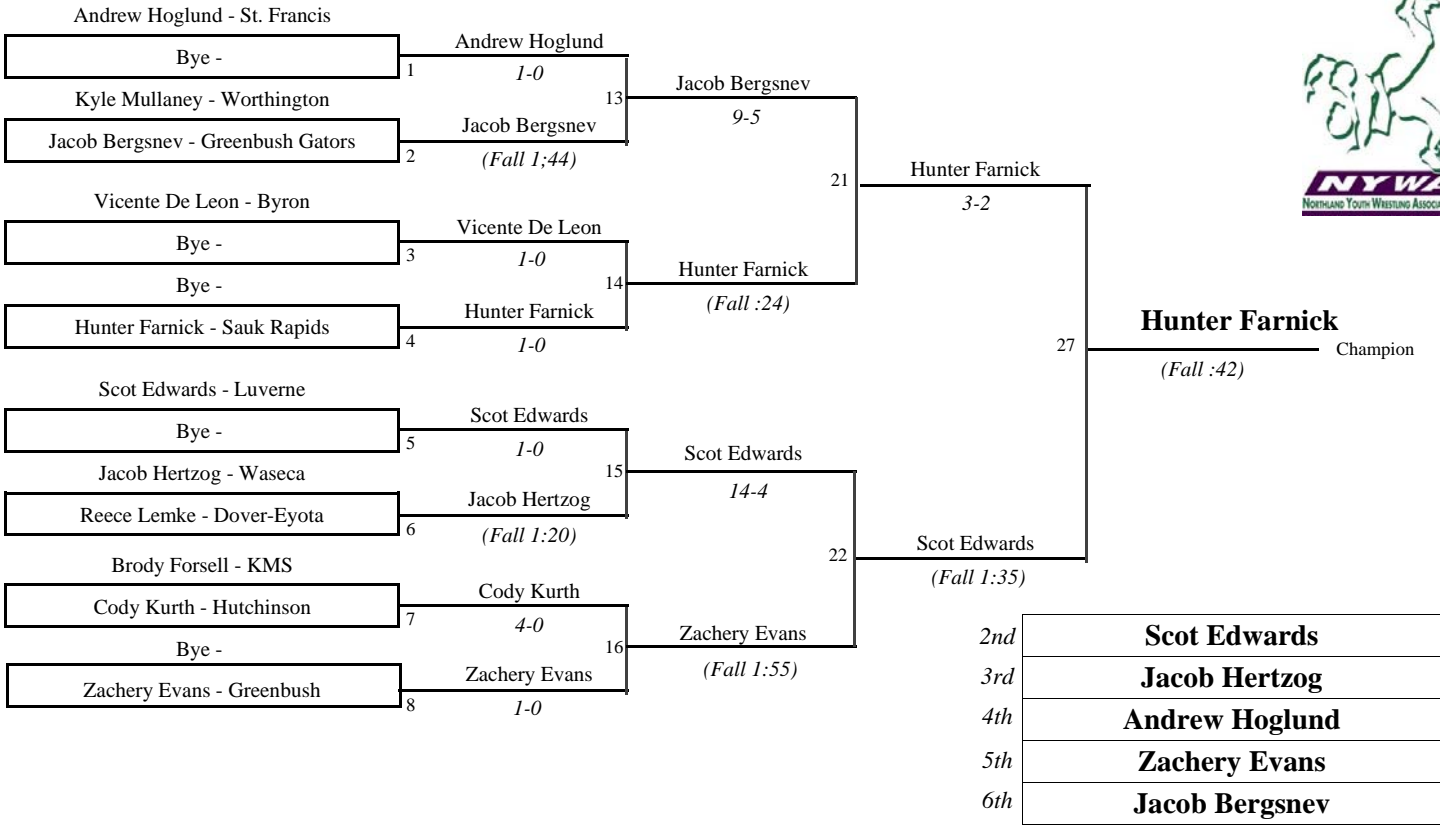 Andrew Hoglund - St. Francis
Bye -
1
Kyle Mullaney - Worthington
Jacob Bergsnev - Greenbush Gators
2
Vicente De Leon - Byron
Bye -
3
Bye -
Hunter Farnick - Sauk Rapids
4
Scot Edwards - Luverne
Bye -
5
Jacob Hertzog - Waseca
Reece Lemke - Dover-Eyota
6
Brody Forsell - KMS
Cody Kurth - Hutchinson
7
Bye -
Zachery Evans - Greenbush
8
Andrew Hoglund
1-0
13
Jacob Bergsnev
(Fall 1;44)
Vicente De Leon
1-0
14
Hunter Farnick
1-0
Scot Edwards
1-0
15
Jacob Hertzog
(Fall 1:20)
Cody Kurth
4-0
16
Zachery Evans
1-0
Jacob Bergsnev
9-5
21
Hunter Farnick
(Fall :24)
Scot Edwards
14-4
22
Zachery Evans
(Fall 1:55)
Hunter Farnick
3-2
27
Scot Edwards
(Fall 1:35)
Hunter Farnick
Champion
(Fall :42)
NYWA
NORTHLAND YOUTH WRESTLING
2nd Scot Edwards
3rd Jacob Hertzog
4th Andrew Hoglund
5th Zachery Evans
6th Jacob Bergsnev